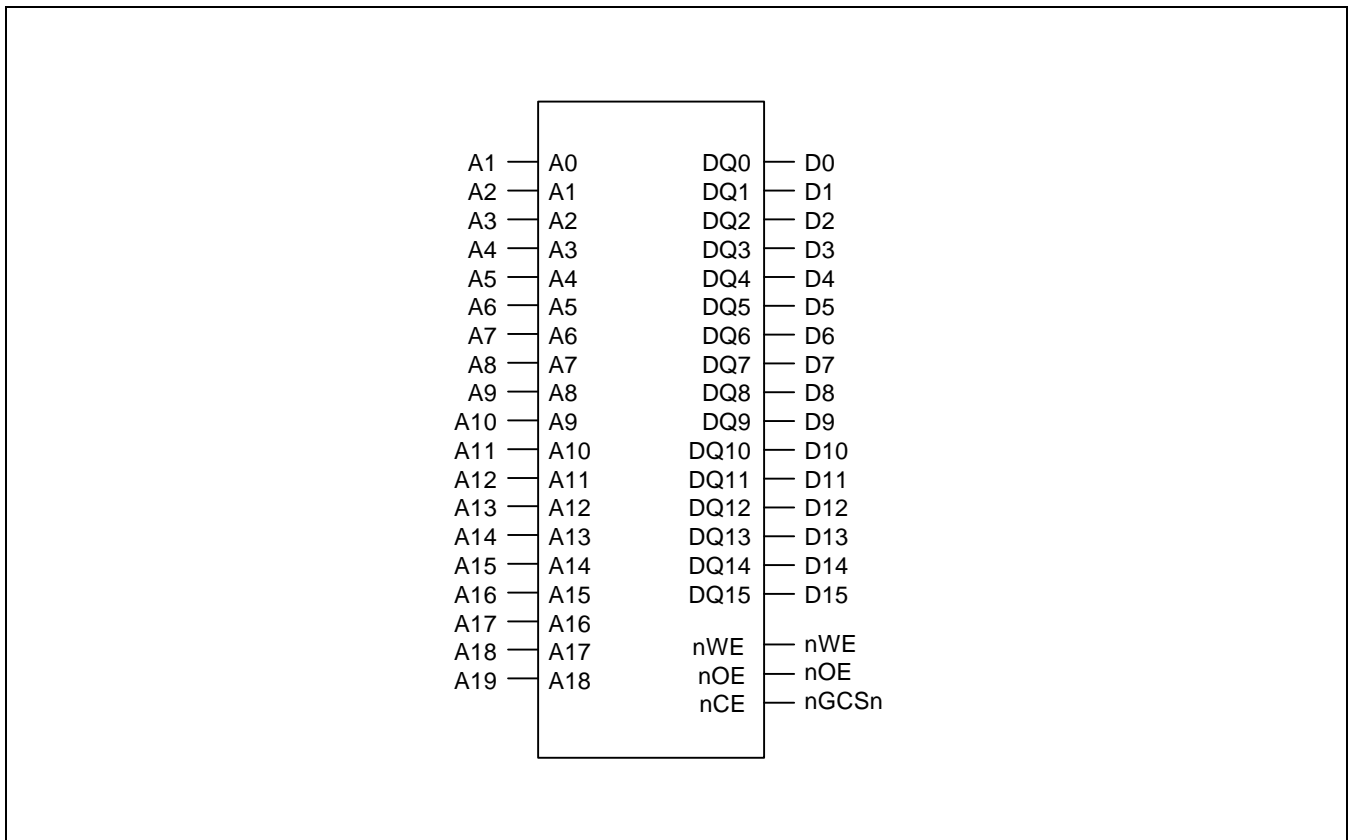 A1 A0 DQ0 D0
A2 A1 DQ1 D1
A3 A2 DQ2 D2
A4 A3 DQ3 D3
A5 A4 DQ4 D4
A6 A5 DQ5 D5
A7 A6 DQ6 D6
A8 A7 DQ7 D7
A9 A8 DQ8 D8
A10 A9 DQ9 D9
A11 A10 DQ10 D10
A12 A11 DQ11 D11
A13 A12 DQ12 D12
A14 A13 DQ13 D13
A15 A14 DQ14 D14
A16 A15 DQ15 D15
A17 A16
A18 A17 nWE nWE
A19 A18 nOE nOE
nCE nGCSn